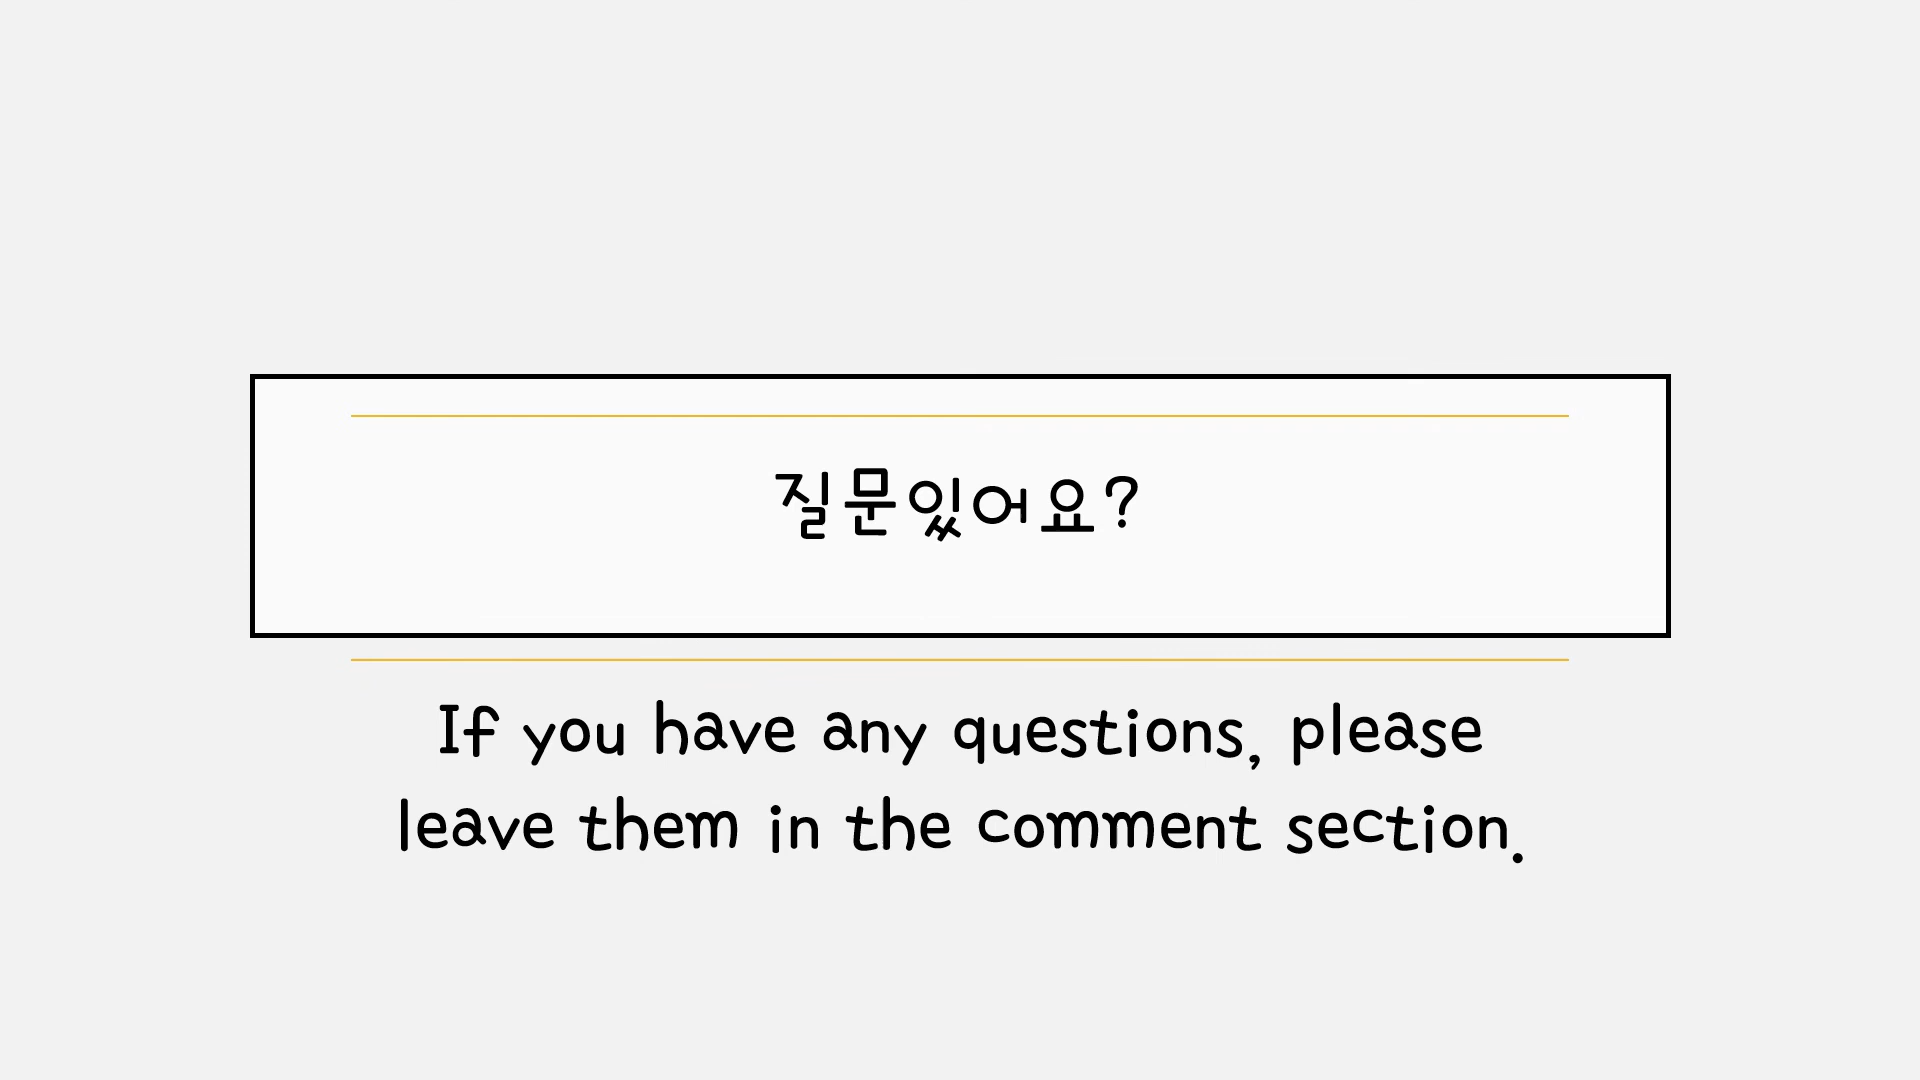 질문있어요?
If you have any questions, please
leave them in the comment section.